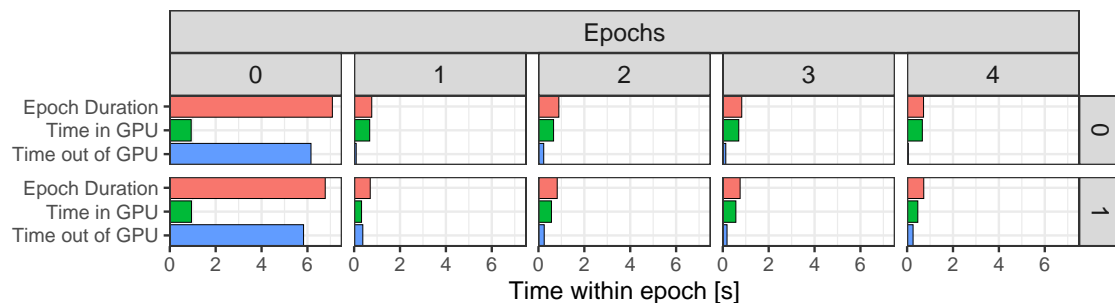 Epochs
0 1 2 3 4
Epoch Duration
Time in GPU
Time out of GPU
0
Epoch Duration
Time in GPU
Time out of GPU
1
0 2 4 6 0 2 4 6 0 2 4 6 0 2 4 6 0 2 4 6
Time within epoch [s]